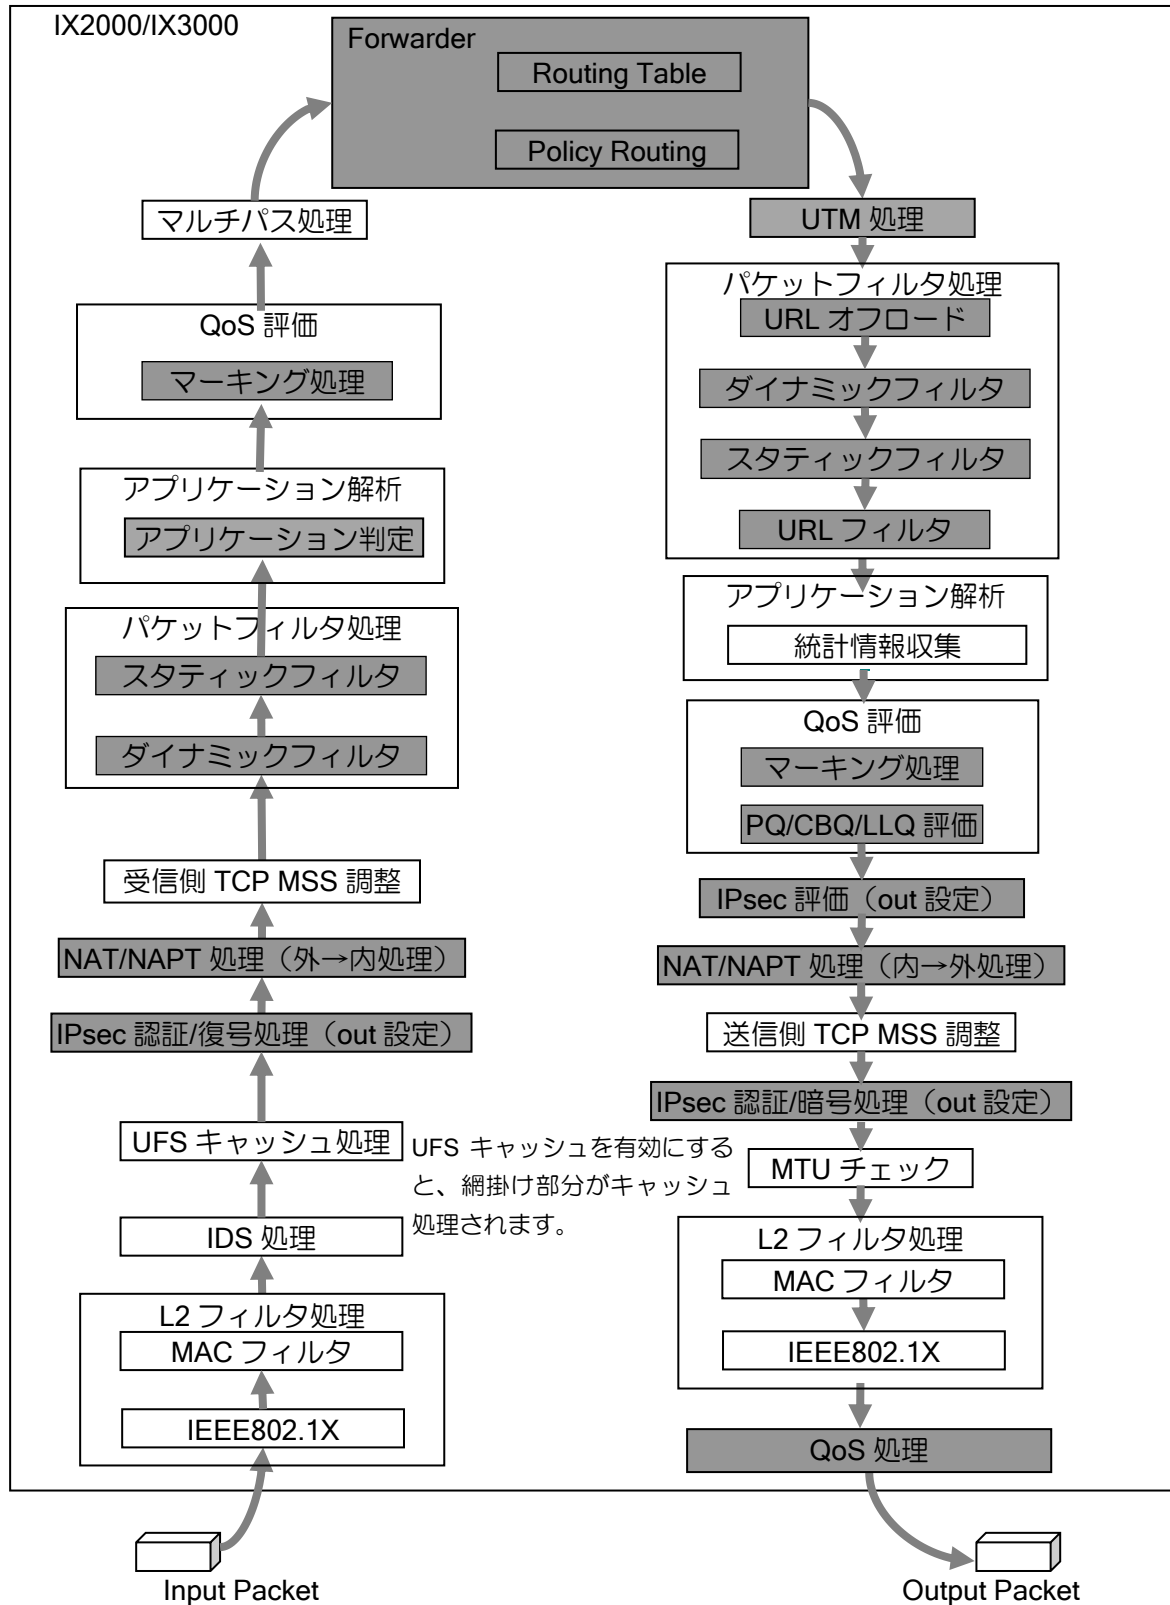 IX2000/IX3000
Forwarder
Routing Table
Policy Routing
マルチパス処理
QoS 評価
マーキング処理
アプリケーション解析
アプリケーション判定
パケットフィルタ処理
スタティックフィルタ
ダイナミックフィルタ
受信側 TCP MSS 調整
NAT/NAPT 処理（外→内処理）
IPsec 認証/復号処理（out 設定）
UFS キャッシュ処理
UFS キャッシュを有効にする
と、網掛け部分がキャッシュ
処理されます。
IDS 処理
L2 フィルタ処理
MAC フィルタ
IEEE802.1X
Input Packet
UTM 処理
パケットフィルタ処理
URL オフロード
ダイナミックフィルタ
スタティックフィルタ
URL フィルタ
アプリケーション解析
統計情報収集
QoS 評価
マーキング処理
PQ/CBQ/LLQ 評価
IPsec 評価（out 設定）
NAT/NAPT 処理（内→外処理）
送信側 TCP MSS 調整
IPsec 認証/暗号処理（out 設定）
MTU チェック
L2 フィルタ処理
MAC フィルタ
IEEE802.1X
QoS 処理
Output Packet